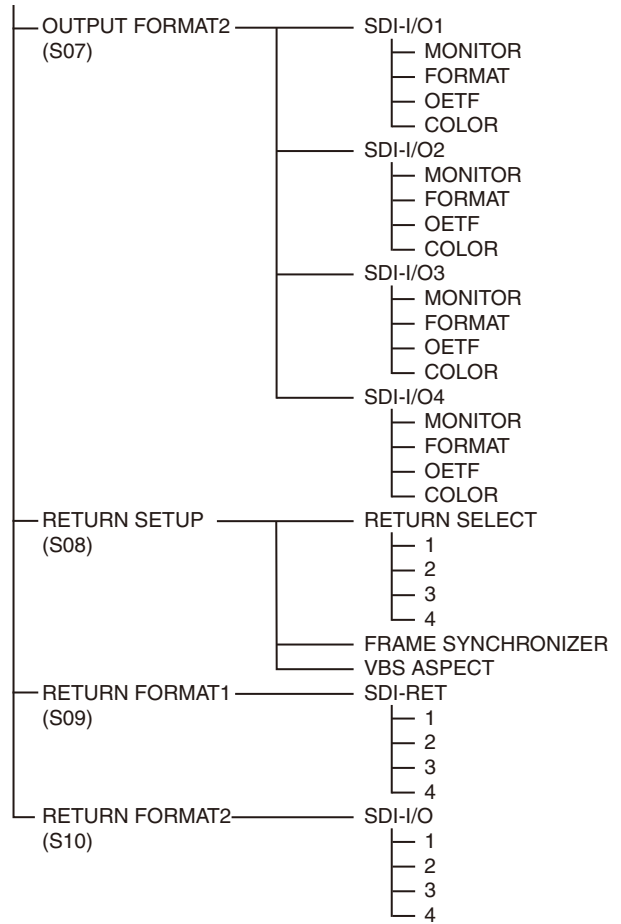 OUTPUT FORMAT2 SDI-I/O1
(S07) MONITOR
FORMAT
OETF
COLOR
SDI-I/O2
MONITOR
FORMAT
OETF
COLOR
SDI-I/O3
MONITOR
FORMAT
OETF
COLOR
SDI-I/O4
MONITOR
FORMAT
OETF
COLOR
RETURN SETUP RETURN SELECT
(S08) 1
2
3
4
FRAME SYNCHRONIZER
VBS ASPECT
RETURN FORMAT1 SDI-RET
(S09) 1
2
3
4
RETURN FORMAT2 SDI-I/O
(S10) 1
2
3
4